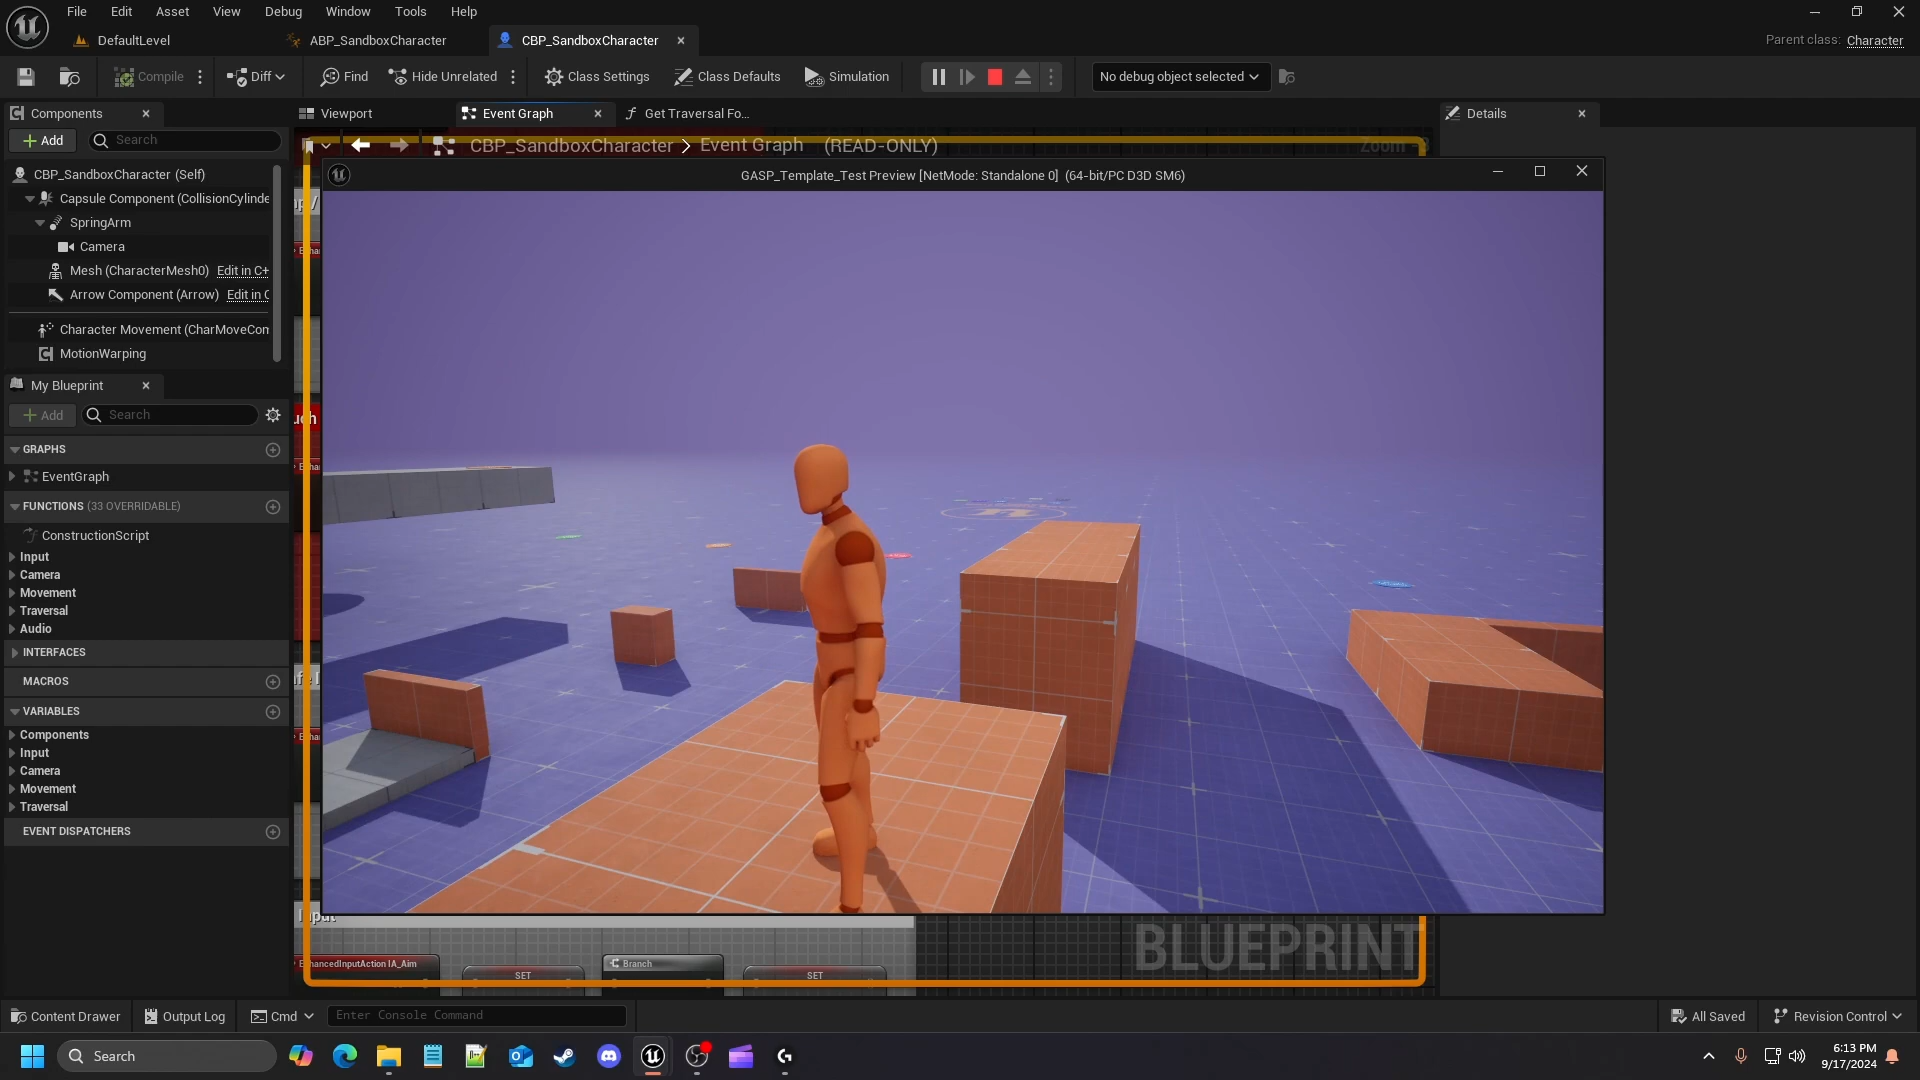 File Edit Asset View Debug Window Tools Help
DefaultLevel ABP_SandboxCharacter CBP_SandboxCharacter
Parent class: Character
Compile Diff Find Hide Unrelated Class Settings Class Defaults Simulation No debug object selected
Components Viewport Event Graph Get Traversal Fo... Details
Add Search
CBP_SandboxCharacter > Event Graph (READ-ONLY) Zoom
CBP_SandboxCharacter (Self)
GASP_Template_Test Preview [NetMode: Standalone 0] (64-bit/PC D3D SM6)
Capsule Component (CollisionCylinde
SpringArm
Camera
Mesh (CharacterMesh0) Edit in C+
Arrow Component (Arrow) Edit in C
Character Movement (CharMoveCom
MotionWarping
My Blueprint
Add Search
GRAPHS
EventGraph
FUNCTIONS (33 OVERRIDABLE)
ConstructionScript
Input
Camera
Movement
Traversal
Audio
INTERFACES
MACROS
VARIABLES
Components
Input
Camera
Movement
Traversal
EVENT DISPATCHERS
Input
BLUEPRINT
EnhancedInputAction IA_Aim SET Branch SET
Content Drawer Output Log Cmd Enter Console Command All Saved Revision Control
Search
6:13 PM
9/17/2024